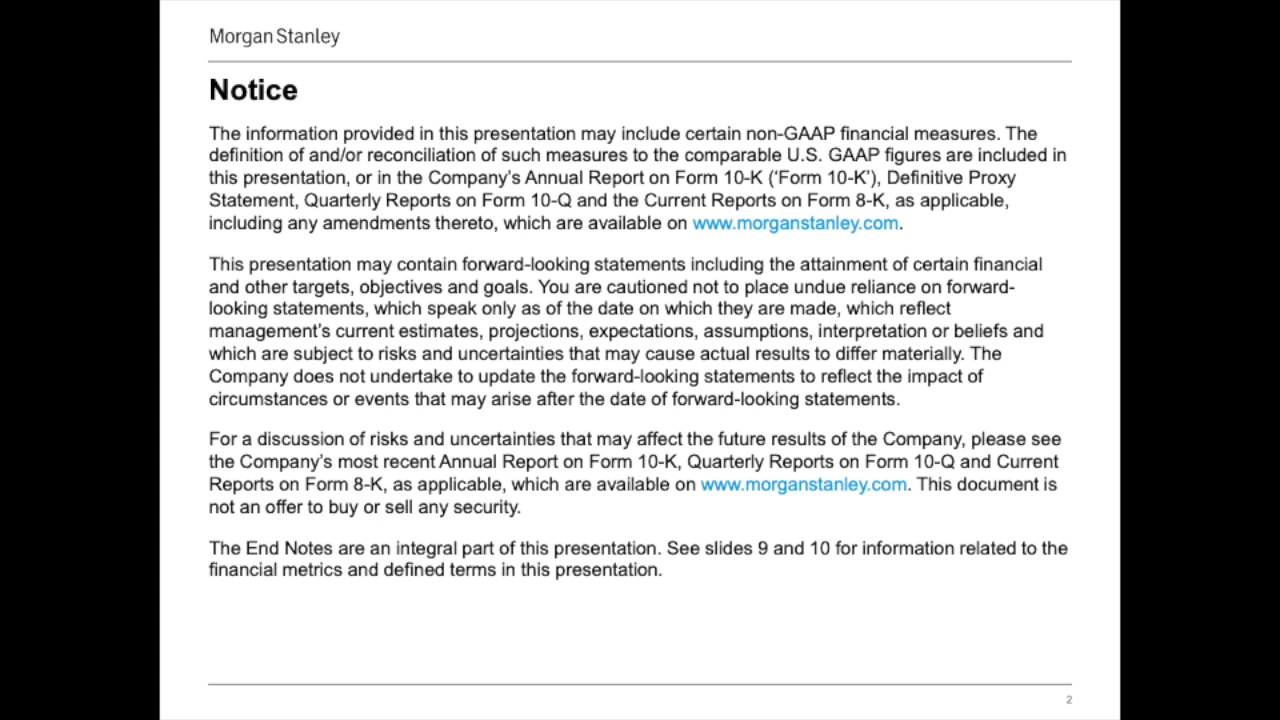 Morgan Stanley
Notice
The information provided in this presentation may include certain non-GAAP financial measures. The
definition of and/or reconciliation of such measures to the comparable U.S. GAAP figures are included in
this presentation, or in the Company’s Annual Report on Form 10-K (‘Form 10-K’), Definitive Proxy
Statement, Quarterly Reports on Form 10-Q and the Current Reports on Form 8-K, as applicable,
including any amendments thereto, which are available on www.morganstanley.com.
This presentation may contain forward-looking statements including the attainment of certain financial
and other targets, objectives and goals. You are cautioned not to place undue reliance on forward-
looking statements, which speak only as of the date on which they are made, which reflect
management’s current estimates, projections, expectations, assumptions, interpretation or beliefs and
which are subject to risks and uncertainties that may cause actual results to differ materially. The
Company does not undertake to update the forward-looking statements to reflect the impact of
circumstances or events that may arise after the date of forward-looking statements.
For a discussion of risks and uncertainties that may affect the future results of the Company, please see
the Company’s most recent Annual Report on Form 10-K, Quarterly Reports on Form 10-Q and Current
Reports on Form 8-K, as applicable, which are available on www.morganstanley.com. This document is
not an offer to buy or sell any security.
The End Notes are an integral part of this presentation. See slides 9 and 10 for information related to the
financial metrics and defined terms in this presentation.
2